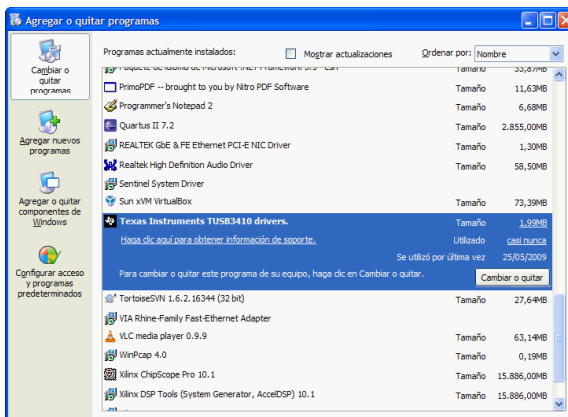 Agregar o quitar programas
Cambiar o quitar programas
Agregar nuevos programas
Agregar o quitar componentes de Windows
Configurar acceso y programas predeterminados
Programas actualmente instalados:
Mostrar actualizaciones
Ordenar por: Nombre
Tamaño 33,87MB
PrimoPDF -- brought to you by Nitro PDF Software Tamaño 11,63MB
Programmer's Notepad 2 Tamaño 6,68MB
Quartus II 7.2 Tamaño 2.855,00MB
REALTEK GbE & FE Ethernet PCI-E NIC Driver Tamaño 1,30MB
Realtek High Definition Audio Driver Tamaño 58,50MB
Sentinel System Driver
Sun xVM VirtualBox Tamaño 73,39MB
Texas Instruments TUSB3410 drivers. Tamaño 1,99MB
Haga clic aquí para obtener información de soporte. Utilizado casi nunca
Se utilizó por última vez 25/05/2009
Para cambiar o quitar este programa de su equipo, haga clic en Cambiar o quitar. Cambiar o quitar
TortoiseSVN 1.6.2.16344 (32 bit) Tamaño 27,64MB
VIA Rhine-Family Fast-Ethernet Adapter
VLC media player 0.9.9 Tamaño 63,14MB
WinPcap 4.0 Tamaño 0,19MB
Xilinx ChipScope Pro 10.1 Tamaño 15.886,00MB
Xilinx DSP Tools (System Generator, AccelDSP) 10.1 Tamaño 15.886,00MB